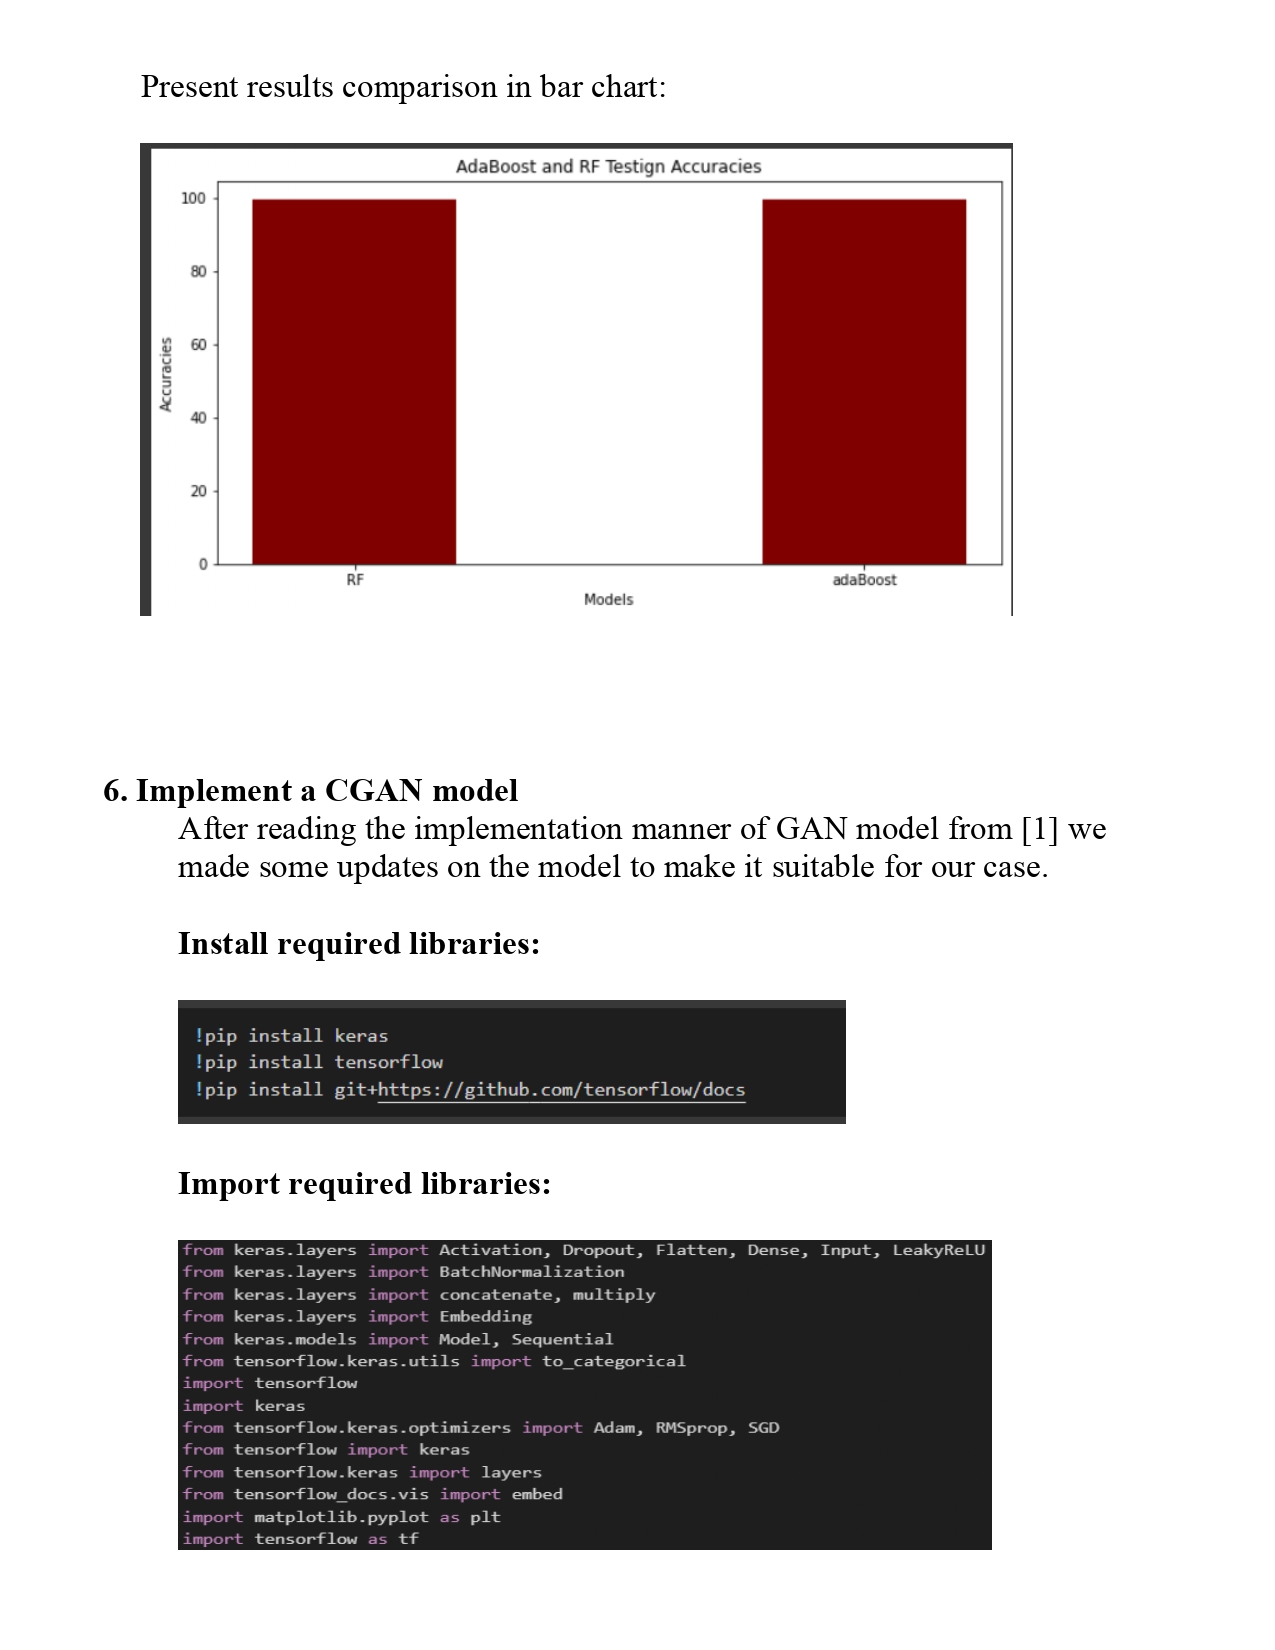 Present results comparison in bar chart:
AdaBoost and RF Testign Accuracies
100
80
60
40
20
0
Accuracies
RF
adaBoost
Models
6. Implement a CGAN model
After reading the implementation manner of GAN model from [1] we
made some updates on the model to make it suitable for our case.
Install required libraries:
!pip install keras
!pip install tensorflow
!pip install git+https://github.com/tensorflow/docs
Import required libraries:
from keras.layers import Activation, Dropout, Flatten, Dense, Input, LeakyReLU
from keras.layers import BatchNormalization
from keras.layers import concatenate, multiply
from keras.layers import Embedding
from keras.models import Model, Sequential
from tensorflow.keras.utils import to_categorical
import tensorflow
import keras
from tensorflow.keras.optimizers import Adam, RMSprop, SGD
from tensorflow import keras
from tensorflow.keras import layers
from tensorflow_docs.vis import embed
import matplotlib.pyplot as plt
import tensorflow as tf